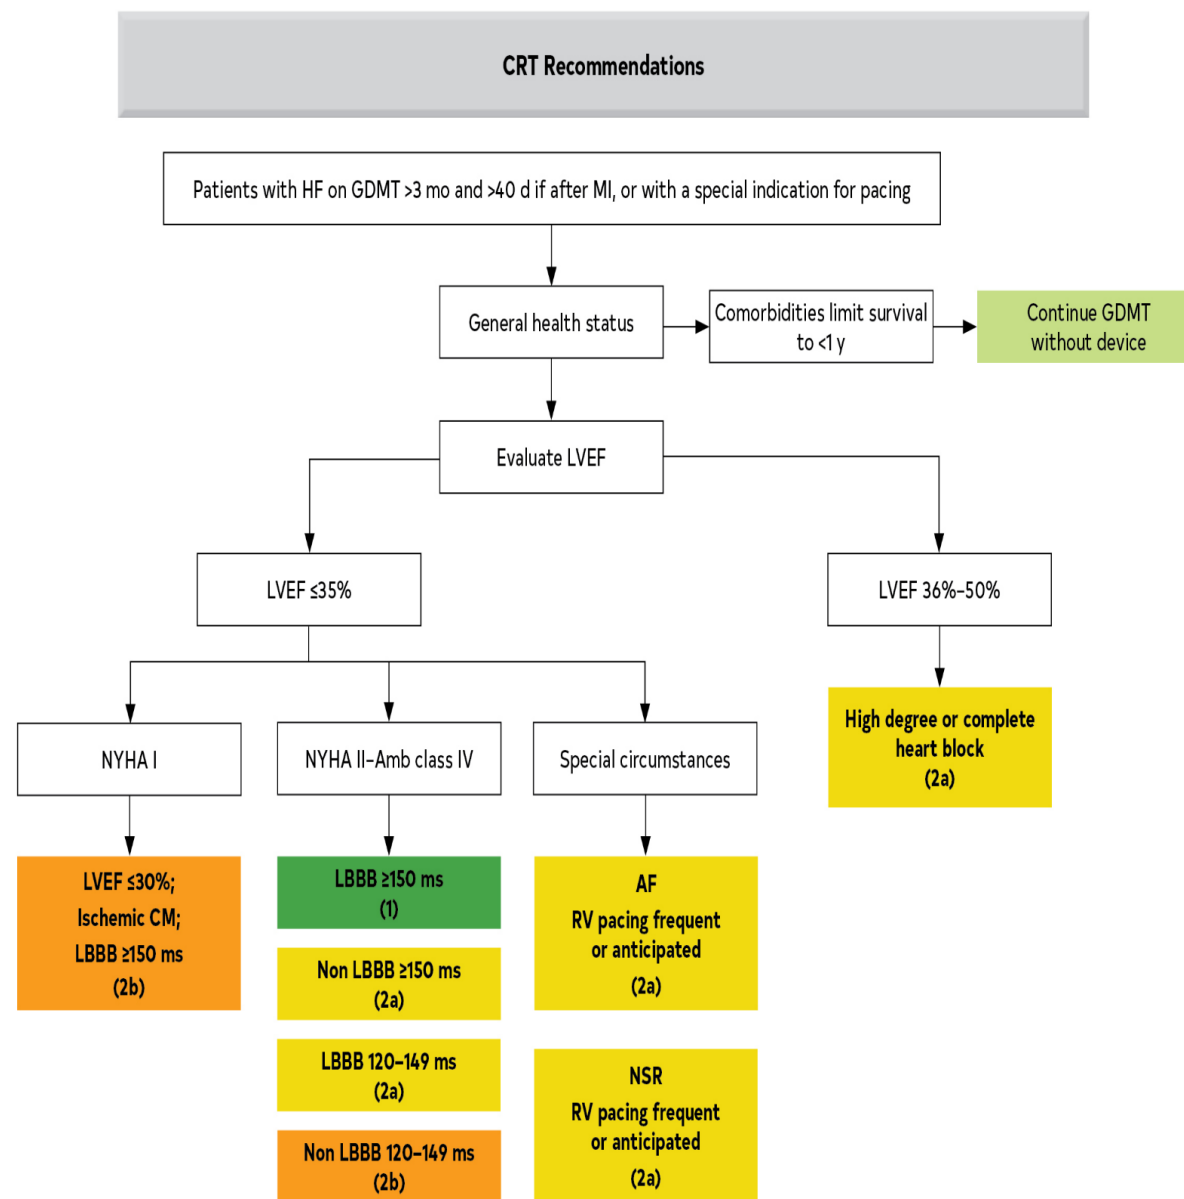 CRT Recommendations
Patients with HF on GDMT >3 mo and >40 d if after MI, or with a special indication for pacing
General health status
Comorbidities limit survival
to <1 y
Continue GDMT
without device
Evaluate LVEF
LVEF ≤35%
LVEF 36%–50%
NYHA I
NYHA II–Amb class IV
Special circumstances
High degree or complete
heart block
(2a)
LVEF ≤30%;
Ischemic CM;
LBBB ≥150 ms
(2b)
LBBB ≥150 ms
(1)
Non LBBB ≥150 ms
(2a)
LBBB 120–149 ms
(2a)
Non LBBB 120–149 ms
(2b)
AF
RV pacing frequent
or anticipated
(2a)
NSR
RV pacing frequent
or anticipated
(2a)